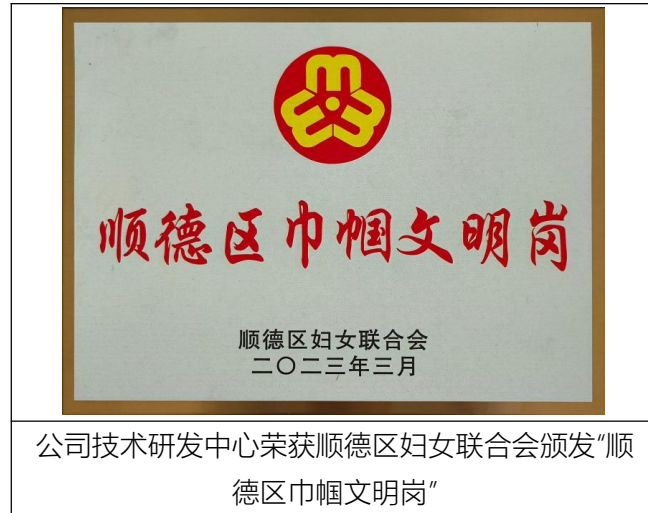 顺德区巾帼文明岗
顺德区妇女联合会
二〇二三年三月
公司技术研发中心荣获顺德区妇女联合会颁发“顺
德区巾帼文明岗”